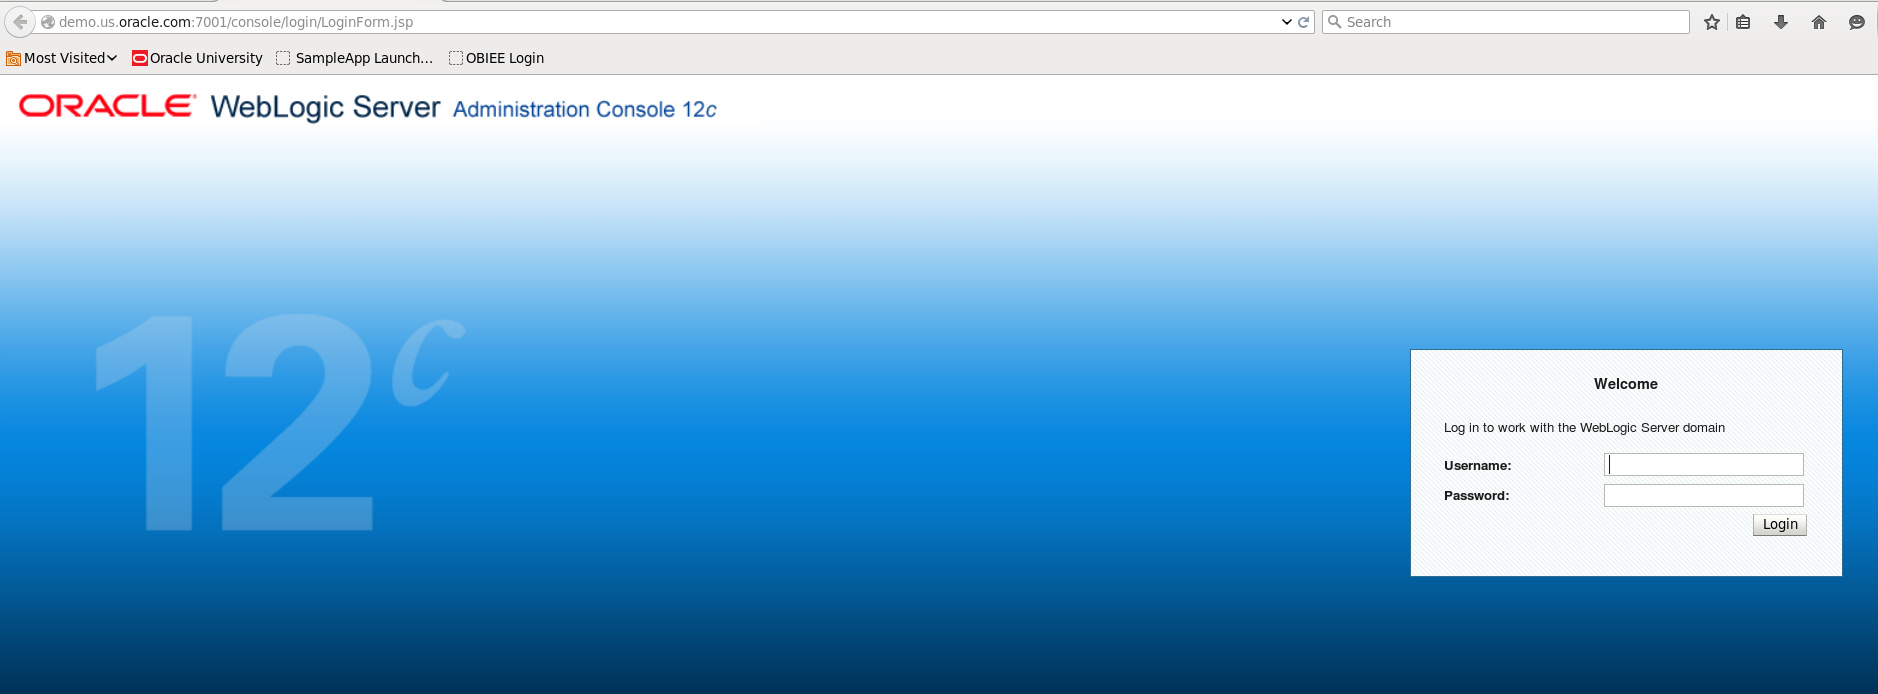 demo.us.oracle.com:7001/console/login/LoginForm.jsp
Search
Most Visited Oracle University SampleApp Launch... OBIEE Login
ORACLE WebLogic Server Administration Console 12c
12c
Welcome
Log in to work with the WebLogic Server domain
Username:
Password:
Login